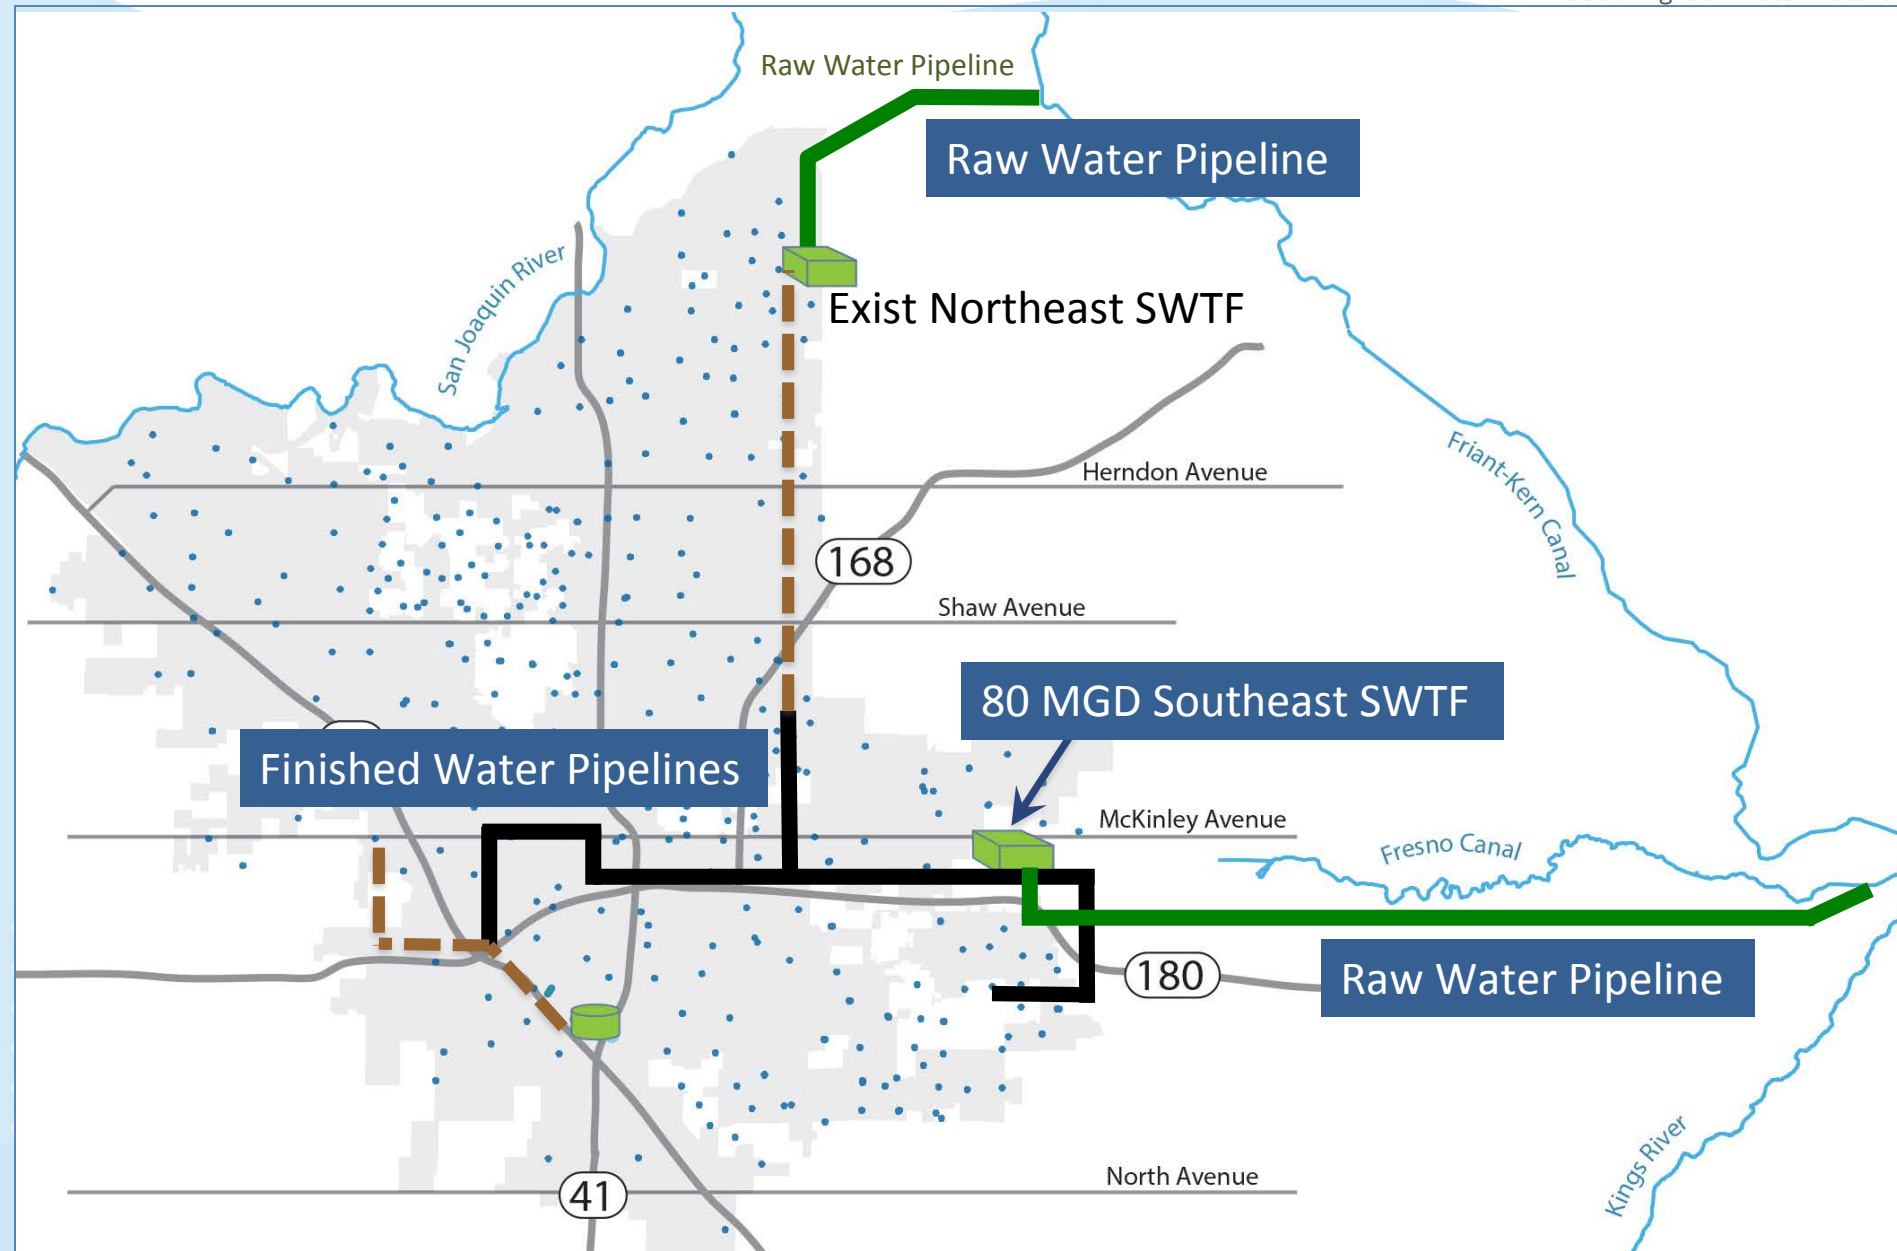 Raw Water Pipeline
Raw Water Pipeline
San Joaquin River
Exist Northeast SWTF
Herndon Avenue
Friant-Kern Canal
168
Shaw Avenue
80 MGD Southeast SWTF
Finished Water Pipelines
McKinley Avenue
Fresno Canal
180
Raw Water Pipeline
Kings River
North Avenue
41